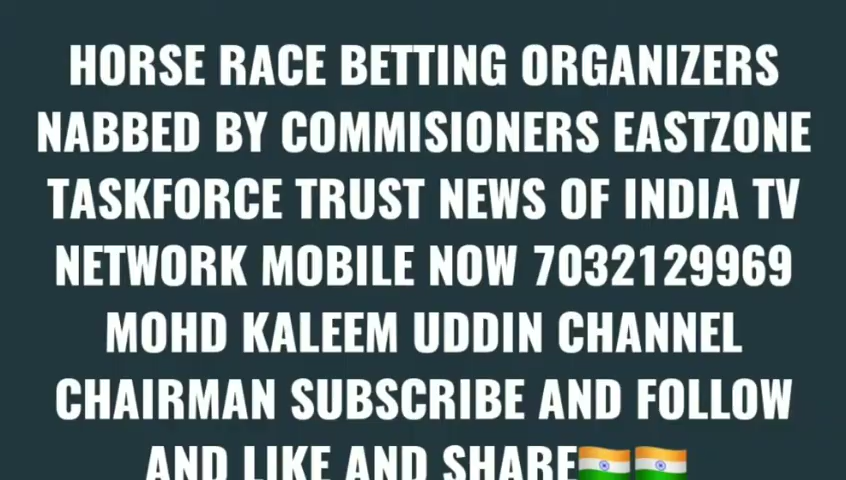 HORSE RACE BETTING ORGANIZERS
NABBED BY COMMISIONERS EASTZONE
TASKFORCE TRUST NEWS OF INDIA TV
NETWORK MOBILE NOW 7032129969
MOHD KALEEM UDDIN CHANNEL
CHAIRMAN SUBSCRIBE AND FOLLOW
AND LIKE AND SHARE🇮🇳🇮🇳